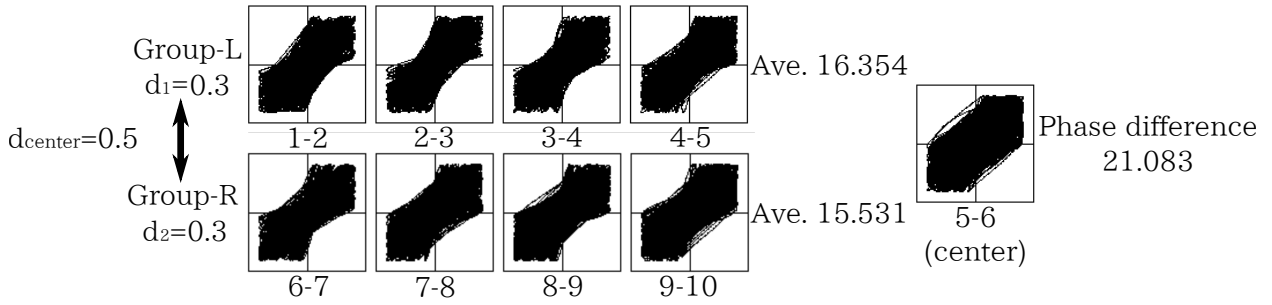 Group-L
d1=0.3
dcenter=0.5
Group-R
d2=0.3
1-2
2-3
3-4
4-5
Ave. 16.354
6-7
7-8
8-9
9-10
Ave. 15.531
5-6
(center)
Phase difference
21.083